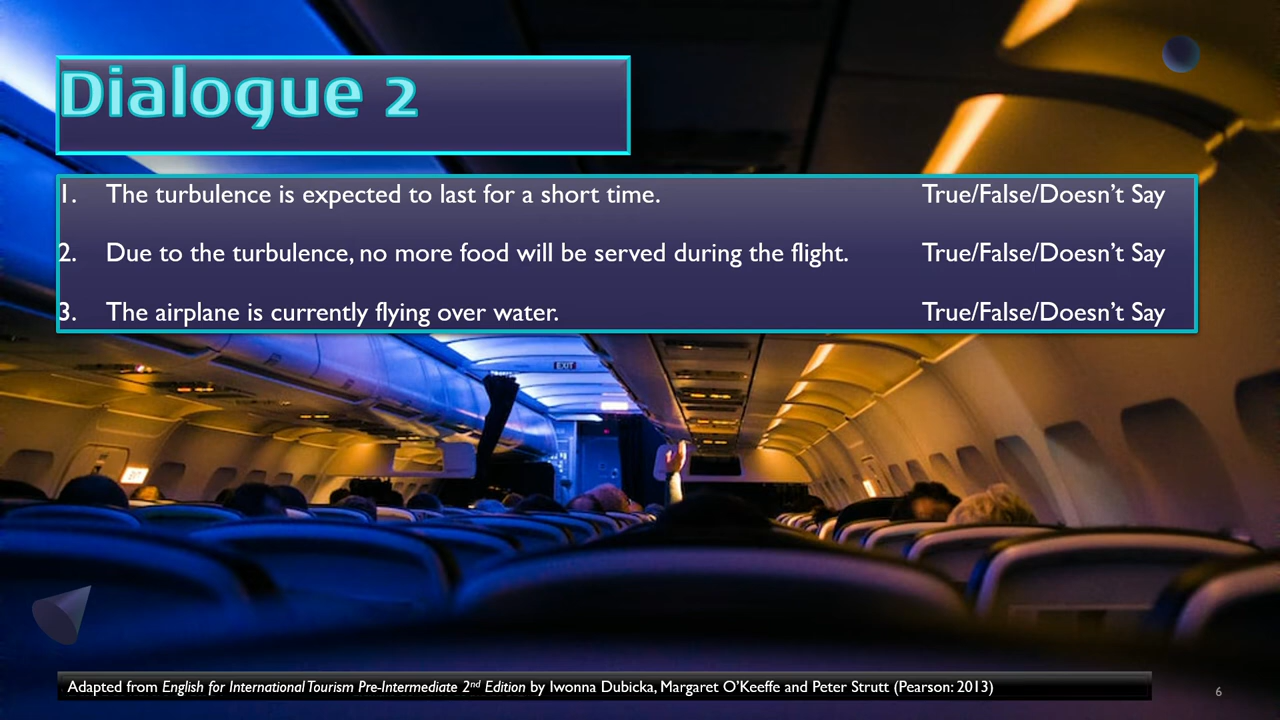 Dialogue 2
1. The turbulence is expected to last for a short time. True/False/Doesn’t Say
2. Due to the turbulence, no more food will be served during the flight. True/False/Doesn’t Say
3. The airplane is currently flying over water. True/False/Doesn’t Say
EXIT
Adapted from English for International Tourism Pre-Intermediate 2nd Edition by Iwonna Dubicka, Margaret O’Keeffe and Peter Strutt (Pearson: 2013)
6